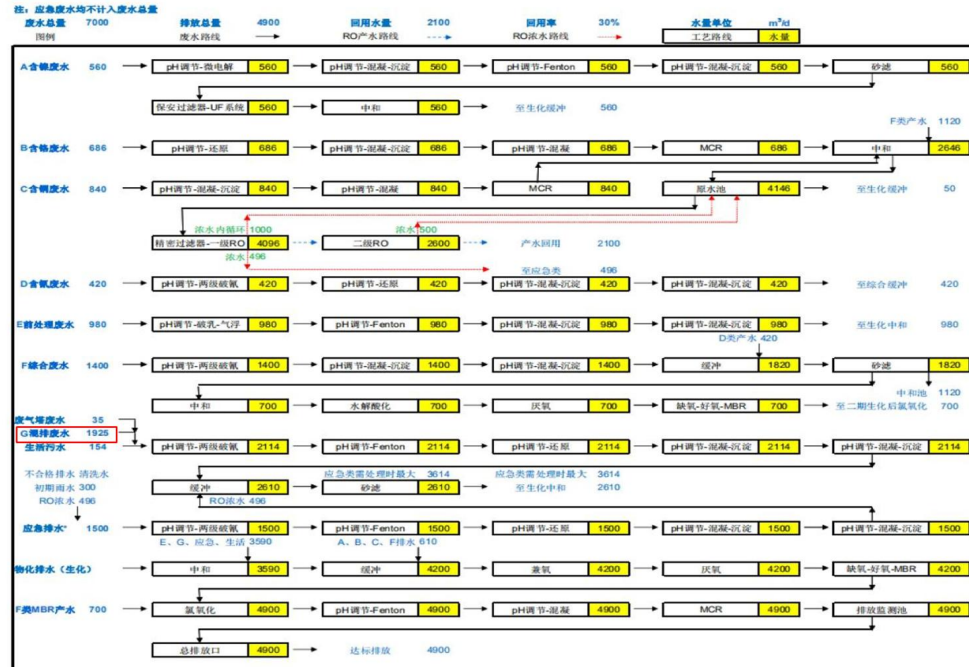 注：应急废水均不计入废水总量
废水总量 7000 排放总量 4900 回用水量 2100 回用率 30% 水量单位 m³/d
图例 废水路线 RO产水路线 RO浓水路线 工艺路线 水量
A含镍废水 560 pH调节-微电解 560 pH调节-混凝-沉淀 560 pH调节-Fenton 560 pH调节-混凝-沉淀 560 砂滤 560
保安过滤器-UF系统 560 中和 560 至生化缓冲 560
F类产水 1120
B含铬废水 686 pH调节-还原 686 pH调节-混凝-沉淀 686 pH调节-混凝 686 MCR 686 中和 2646
C含铜废水 840 pH调节-混凝-沉淀 840 pH调节-混凝 840 MCR 840 原水池 4146 至生化缓冲 50
浓水内循环 1000 浓水 500
精密过滤器-一级RO 4096 二级RO 2600 产水回用 2100
浓水 496
至应急类 496
D含氰废水 420 pH调节-两级破氰 420 pH调节-还原 420 pH调节-混凝-沉淀 420 pH调节-混凝-沉淀 420 至综合缓冲 420
E前处理废水 980 pH调节-破乳-气浮 980 pH调节-Fenton 980 pH调节-混凝-沉淀 980 pH调节-混凝-沉淀 980 至生化中和 980
D类产水 420
F综合废水 1400 pH调节-两级破氰 1400 pH调节-混凝-沉淀 1400 pH调节-混凝-沉淀 1400 缓冲 1820 砂滤 1820
中和池 1120
中和 700 水解酸化 700 厌氧 700 缺氧-好氧-MBR 700 至二期生化后氯氧化 700
废气塔废水 35
G混排废水 1925
生活污水 154 pH调节-两级破氰 2114 pH调节-Fenton 2114 pH调节-还原 2114 pH调节-混凝-沉淀 2114 pH调节-混凝-沉淀 2114
不合格排水 清洗水 应急类需处理时最大 3614 应急类需处理时最大 3614
初期雨水 300 缓冲 2610 砂滤 2610 至生化中和 2610
RO浓水 496 RO浓水 496
应急排水* 1500 pH调节-两级破氰 1500 pH调节-Fenton 1500 pH调节-还原 1500 pH调节-混凝-沉淀 1500 pH调节-混凝-沉淀 1500
E、G、应急、生活 3590 A、B、C、F排水 610
物化排水（生化） 中和 3590 缓冲 4200 兼氧 4200 厌氧 4200 缺氧-好氧-MBR 4200
F类MBR产水 700 氯氧化 4900 pH调节-Fenton 4900 pH调节-混凝 4900 MCR 4900 排放监测池 4900
总排放口 4900 达标排放 4900